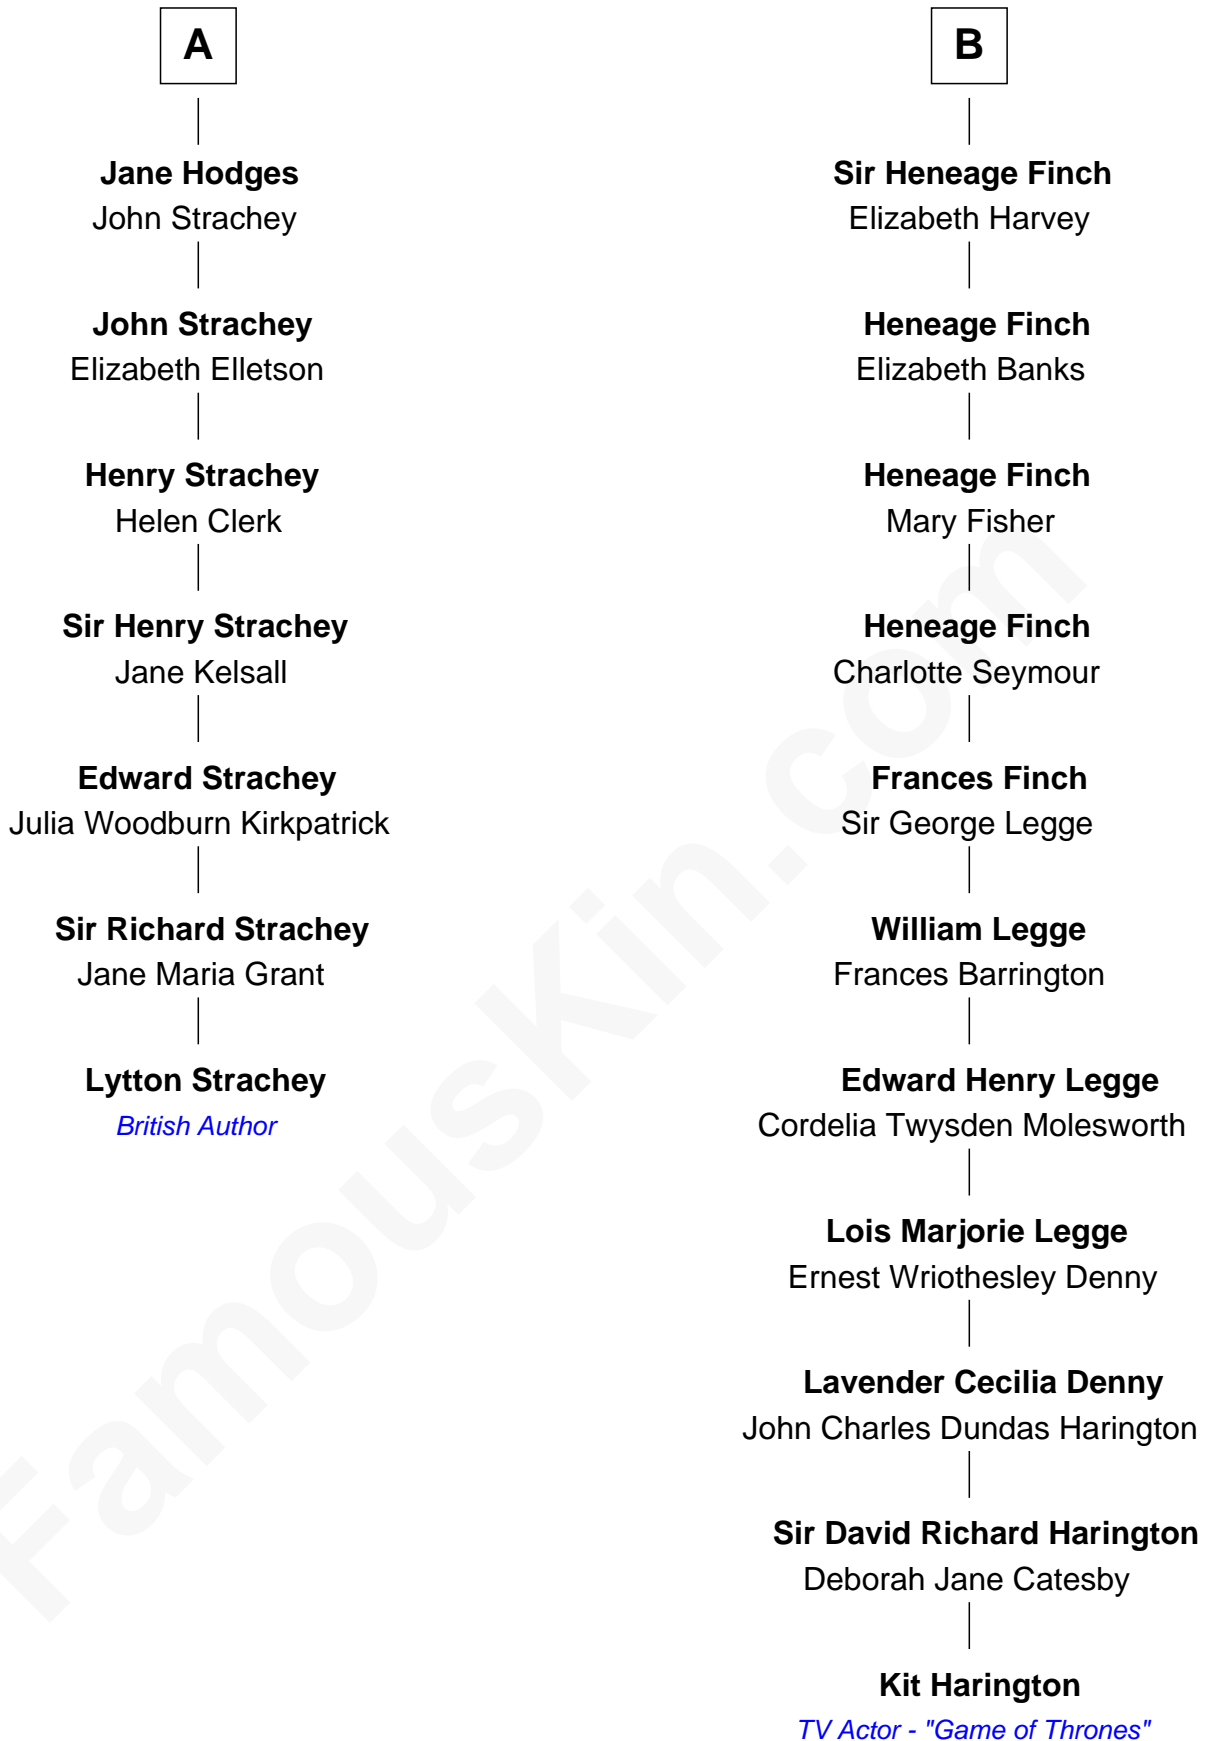 A
Jane Hodges
John Strachey
John Strachey
Elizabeth Elletson
Henry Strachey
Helen Clerk
Sir Henry Strachey
Jane Kelsall
Edward Strachey
Julia Woodburn Kirkpatrick
Sir Richard Strachey
Jane Maria Grant
Lytton Strachey
British Author
B
Sir Heneage Finch
Elizabeth Harvey
Heneage Finch
Elizabeth Banks
Heneage Finch
Mary Fisher
Heneage Finch
Charlotte Seymour
Frances Finch
Sir George Legge
William Legge
Frances Barrington
Edward Henry Legge
Cordelia Twysden Molesworth
Lois Marjorie Legge
Ernest Wriothesley Denny
Lavender Cecilia Denny
John Charles Dundas Harington
Sir David Richard Harington
Deborah Jane Catesby
Kit Harington
TV Actor - "Game of Thrones"
FamousKin.com